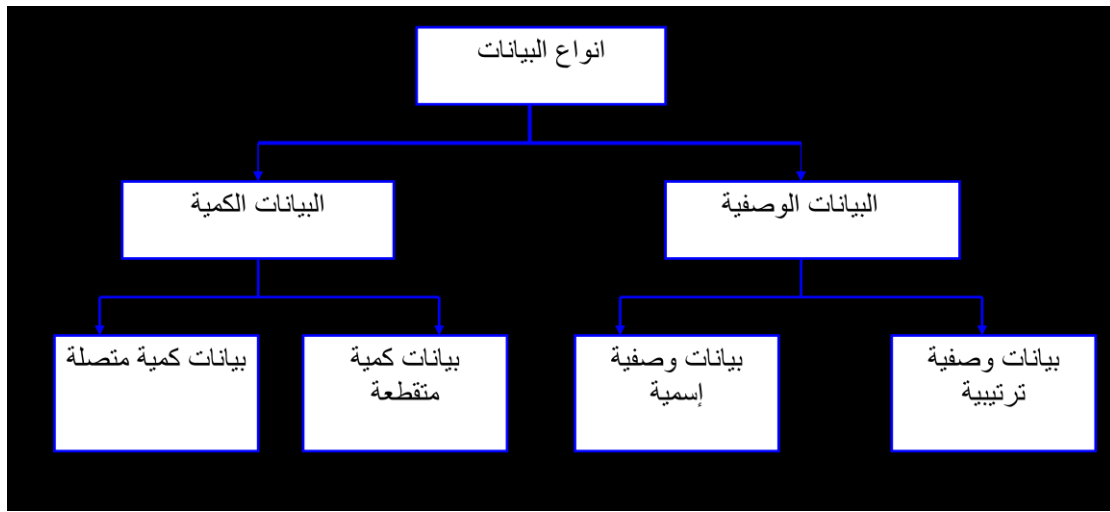 انواع البيانات
البيانات الوصفية
البيانات الكمية
بيانات وصفية
ترتيبية
بيانات وصفية
إسمية
بيانات كمية
متقطعة
بيانات كمية متصلة